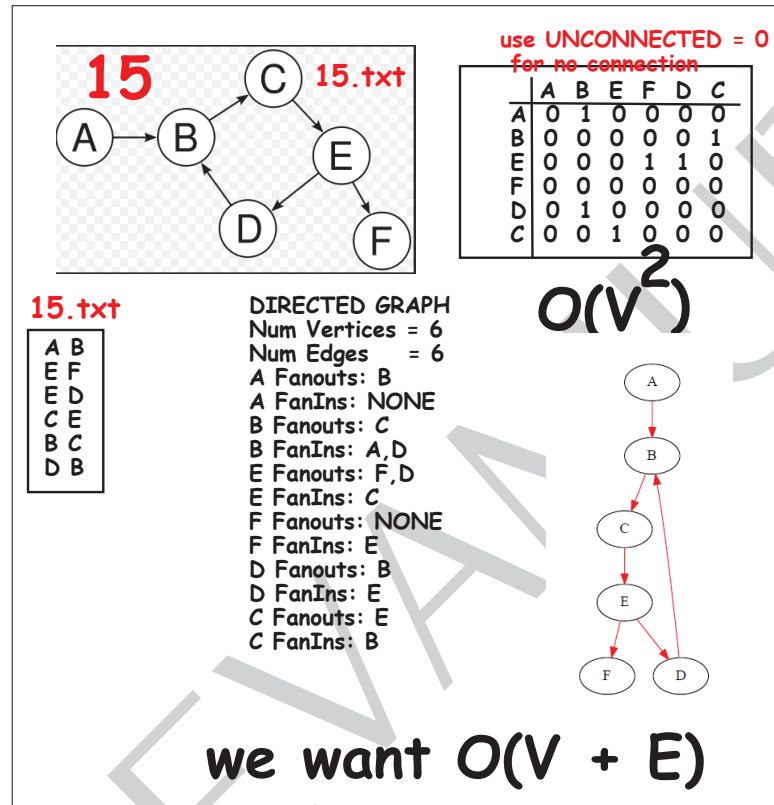 use UNCONNECTED = 0
for no connection
15
15.txt
A
B
C
E
D
F
A B E F D C
A 0 1 0 0 0 0
B 0 0 0 0 0 1
E 0 0 0 1 1 0
F 0 0 0 0 0 0
D 0 1 0 0 0 0
C 0 0 1 0 0 0
O(V2)
15.txt
A B
E F
E D
C E
B C
D B
DIRECTED GRAPH
Num Vertices = 6
Num Edges = 6
A Fanouts: B
A FanIns: NONE
B Fanouts: C
B FanIns: A,D
E Fanouts: F,D
E FanIns: C
F Fanouts: NONE
F FanIns: E
D Fanouts: B
D FanIns: E
C Fanouts: E
C FanIns: B
A
B
C
E
F D
we want O(V + E)